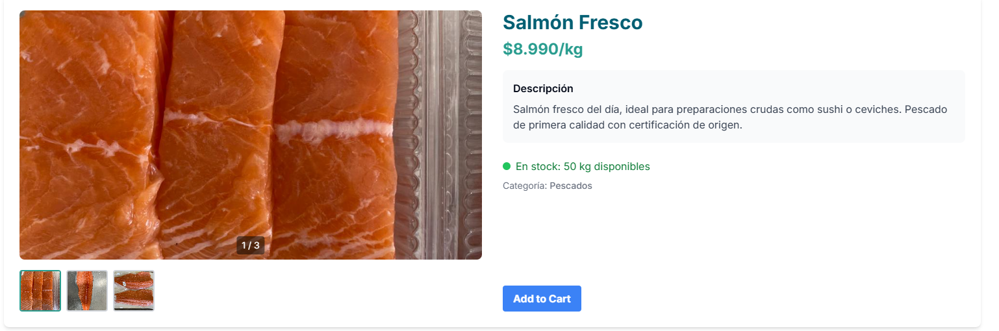 Salmón Fresco
$8.990/kg
Descripción
Salmón fresco del día, ideal para preparaciones crudas como sushi o ceviches. Pescado
de primera calidad con certificación de origen.
En stock: 50 kg disponibles
Categoría: Pescados
1 / 3
Add to Cart